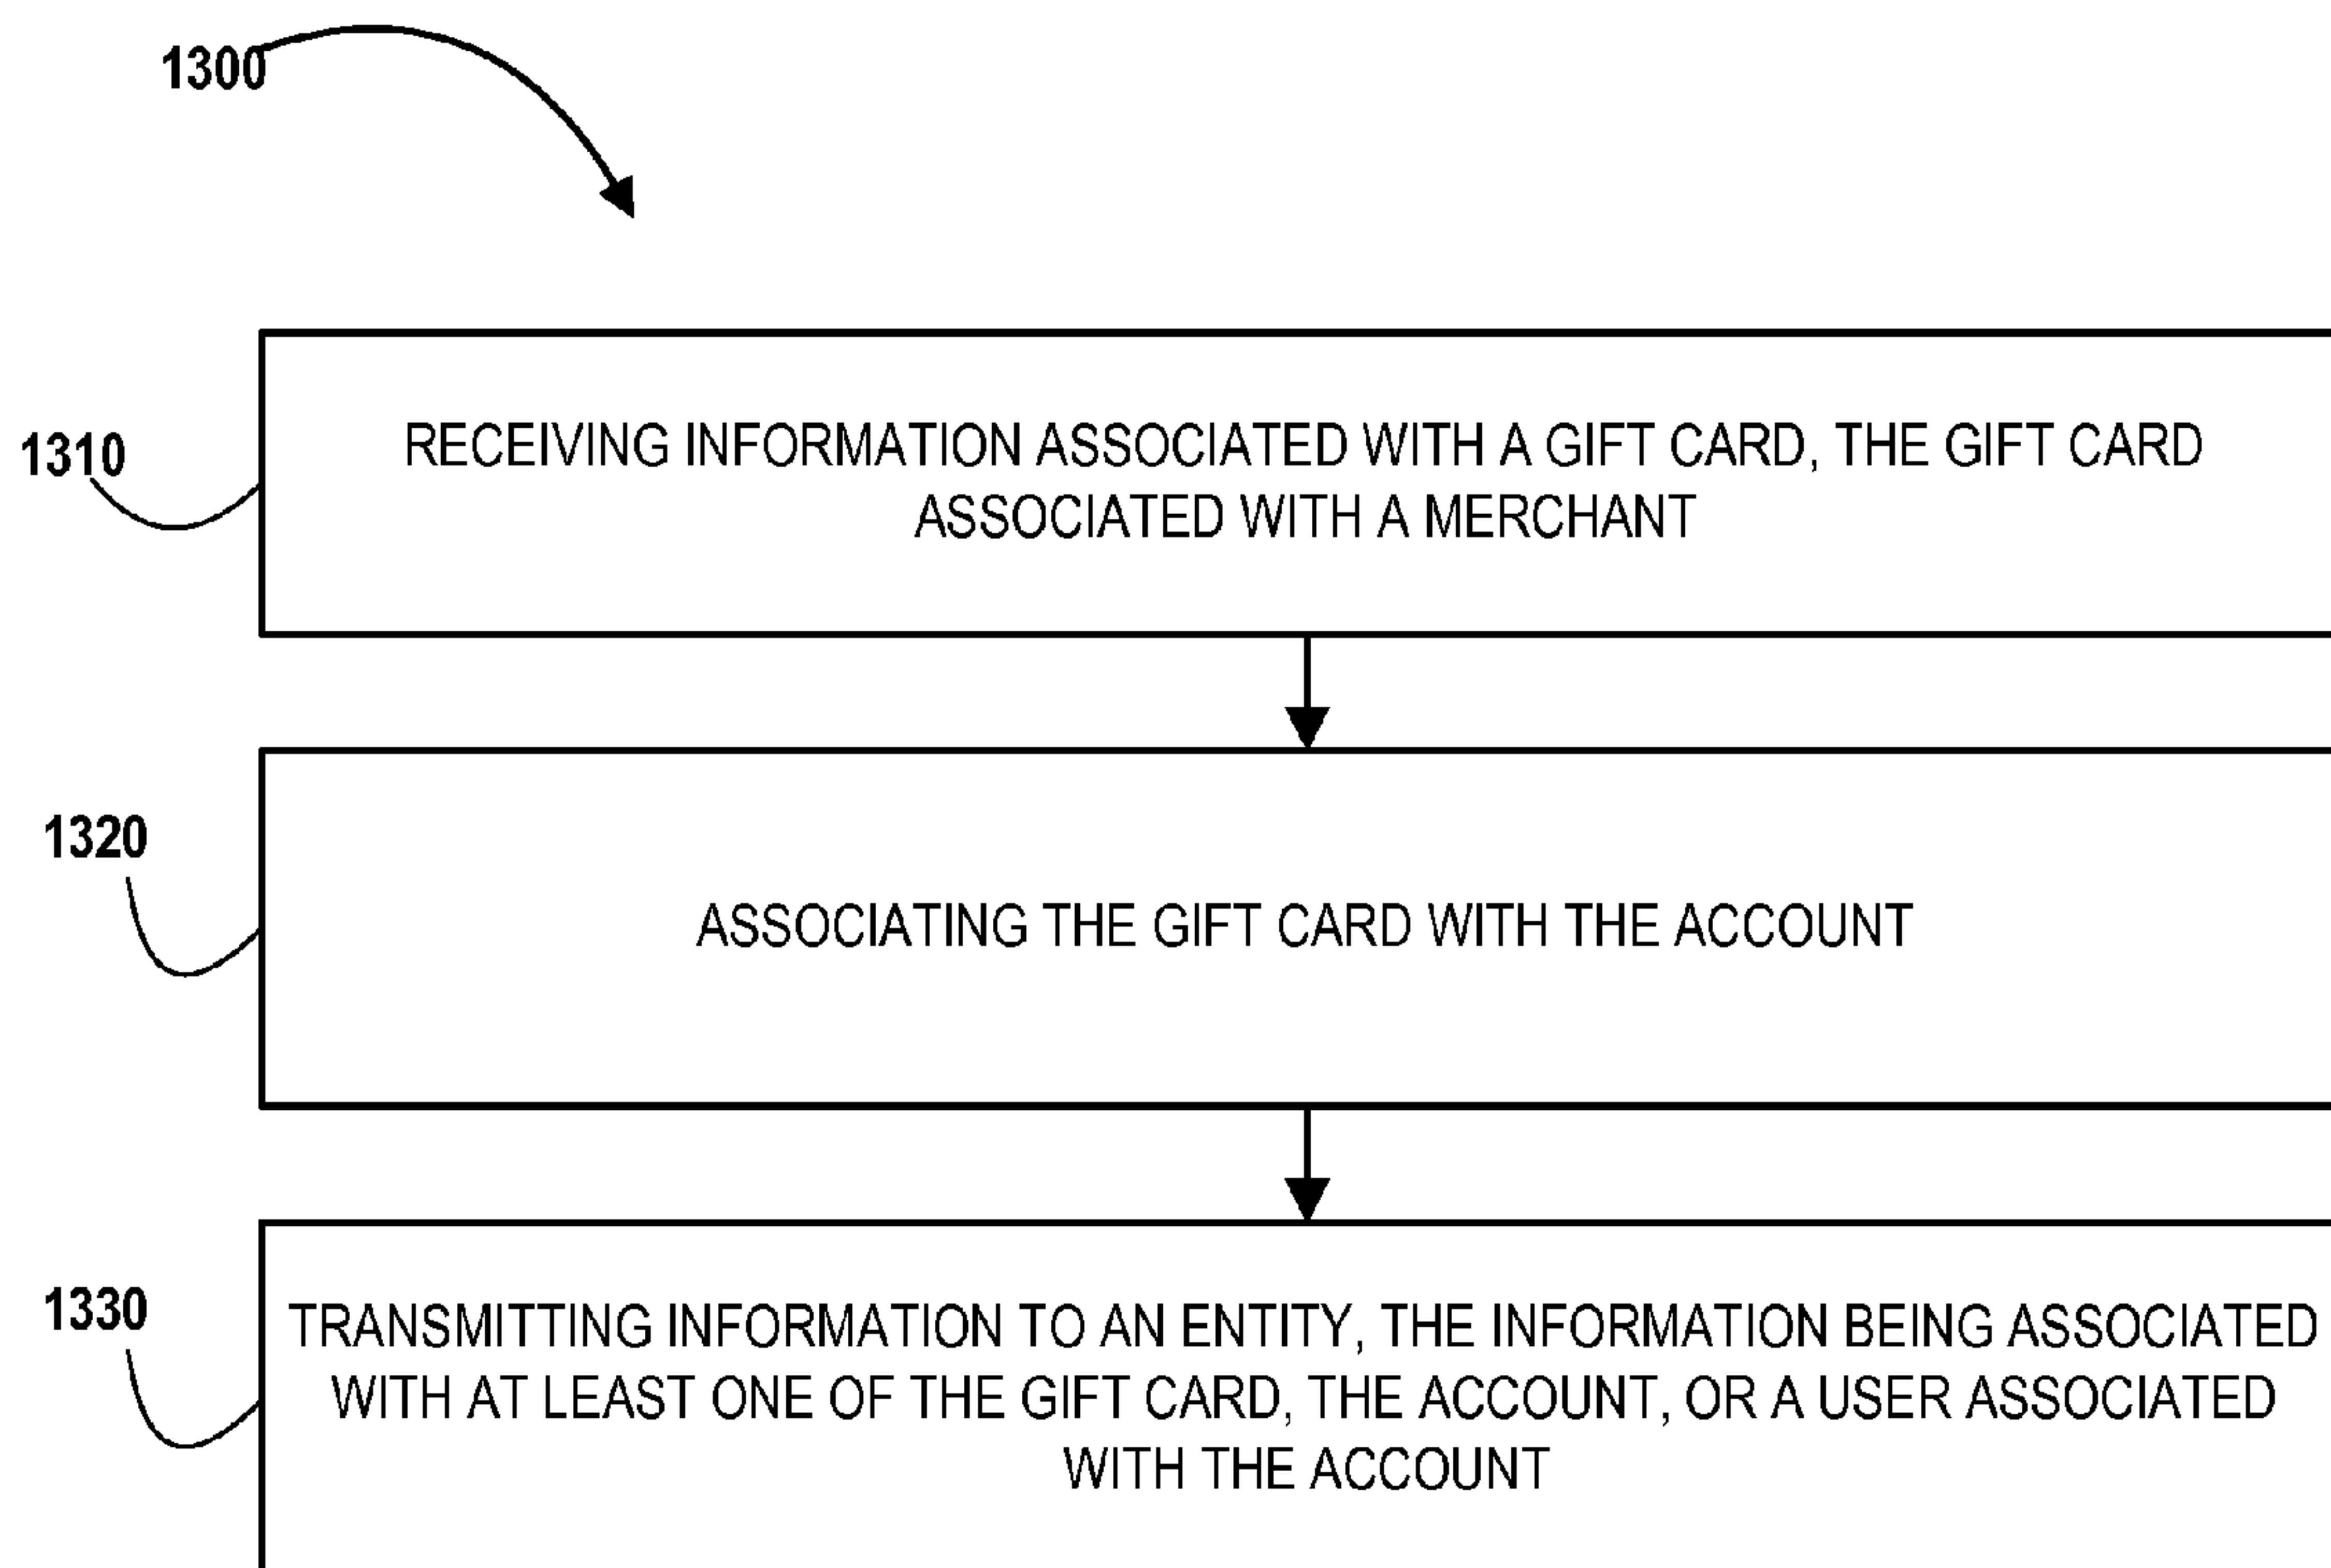 1300
1310
RECEIVING INFORMATION ASSOCIATED WITH A GIFT CARD, THE GIFT CARD
ASSOCIATED WITH A MERCHANT
1320
ASSOCIATING THE GIFT CARD WITH THE ACCOUNT
1330
TRANSMITTING INFORMATION TO AN ENTITY, THE INFORMATION BEING ASSOCIATED
WITH AT LEAST ONE OF THE GIFT CARD, THE ACCOUNT, OR A USER ASSOCIATED
WITH THE ACCOUNT